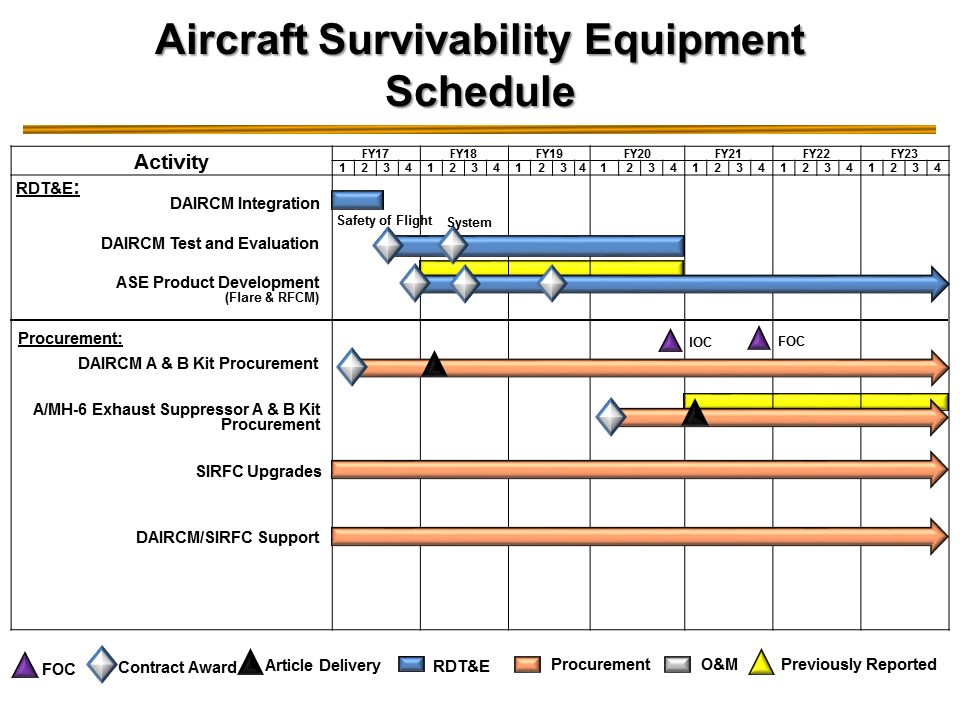 Aircraft Survivability Equipment
Schedule
Activity
FY17 FY18 FY19 FY20 FY21 FY22 FY23
1 2 3 4 1 2 3 4 1 2 3 4 1 2 3 4 1 2 3 4 1 2 3 4 1 2 3 4
RDT&E:
DAIRCM Integration
Safety of Flight System
DAIRCM Test and Evaluation
ASE Product Development
(Flare & RFCM)
Procurement:
IOC FOC
DAIRCM A & B Kit Procurement
A/MH-6 Exhaust Suppressor A & B Kit
Procurement
SIRFC Upgrades
DAIRCM/SIRFC Support
FOC Contract Award Article Delivery RDT&E Procurement O&M Previously Reported